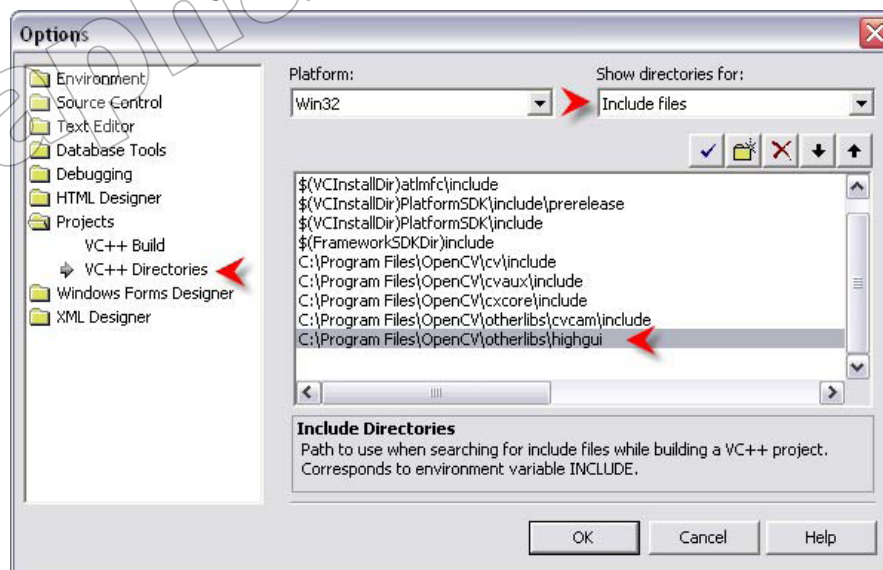 Options
Environment
Source Control
Text Editor
Database Tools
Debugging
HTML Designer
Projects
VC++ Build
VC++ Directories
Windows Forms Designer
XML Designer
Platform:
Win32
Show directories for:
Include files
$(VCInstallDir)atlmfc\include
$(VCInstallDir)PlatformSDK\include\prerelease
$(VCInstallDir)PlatformSDK\include
$(FrameworkSDKDir)include
C:\Program Files\OpenCV\cv\include
C:\Program Files\OpenCV\cvaux\include
C:\Program Files\OpenCV\cxcore\include
C:\Program Files\OpenCV\otherlibs\cvcam\include
C:\Program Files\OpenCV\otherlibs\highgui
Include Directories
Path to use when searching for include files while building a VC++ project.
Corresponds to environment variable INCLUDE.
OK
Cancel
Help